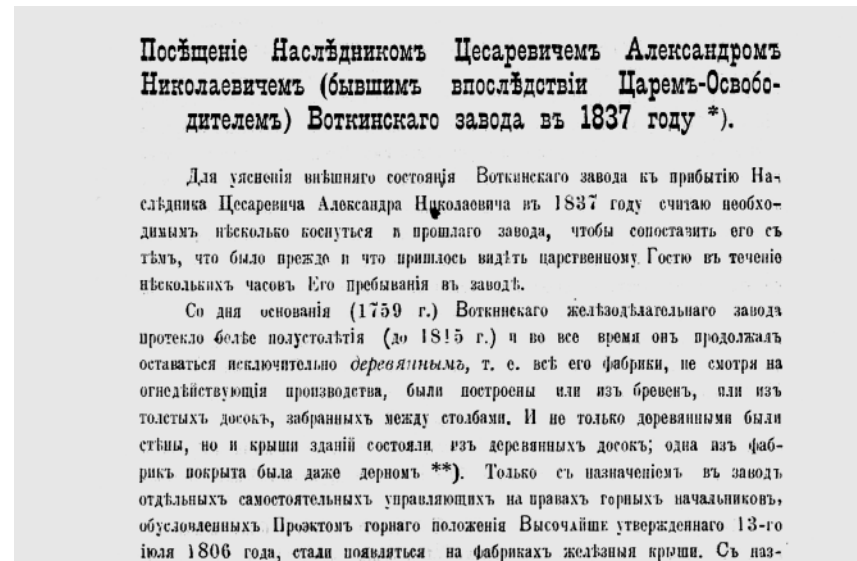 Посѣщеніе Наслѣдникомъ Цесаревичемъ Александромъ
Николаевичемъ (бывшимъ впослѣдствіи Царемъ-Освобо-
дителемъ) Воткинскаго завода въ 1837 году *).
Для уясненія внѣшняго состоянія Воткинскаго завода къ прибытію На-
слѣдника Цесаревича Александра Николаевича въ 1837 году считаю необхо-
димымъ нѣсколько коснуться и прошлаго завода, чтобы сопоставить его съ
тѣмъ, что было прежде и что пришлось видѣть царственному Гостю въ теченіе
нѣсколькихъ часовъ Его пребыванія въ заводѣ.
Со дня основанія (1759 г.) Воткинскаго желѣзодѣлательнаго завода
протекло болѣе полустолѣтія (до 1815 г.) и во все время онъ продолжалъ
оставаться исключительно деревяннымъ, т. е. всѣ его фабрики, не смотря на
огнедѣйствующія производства, были построены или изъ бревенъ, или изъ
толстыхъ досокъ, забранныхъ между столбами. И не только деревянными были
стѣны, но и крыши зданій состояли изъ деревянныхъ досокъ; одна изъ фаб-
рикъ покрыта была даже дерномъ **). Только съ назначеніемъ въ заводъ
отдѣльныхъ самостоятельныхъ управляющихъ на правахъ горныхъ начальниковъ,
обусловленныхъ Проэктомъ горнаго положенія Высочайше утвержденнаго 13-го
іюля 1806 года, стали появляться на фабрикахъ желѣзныя крыши. Съ наз-